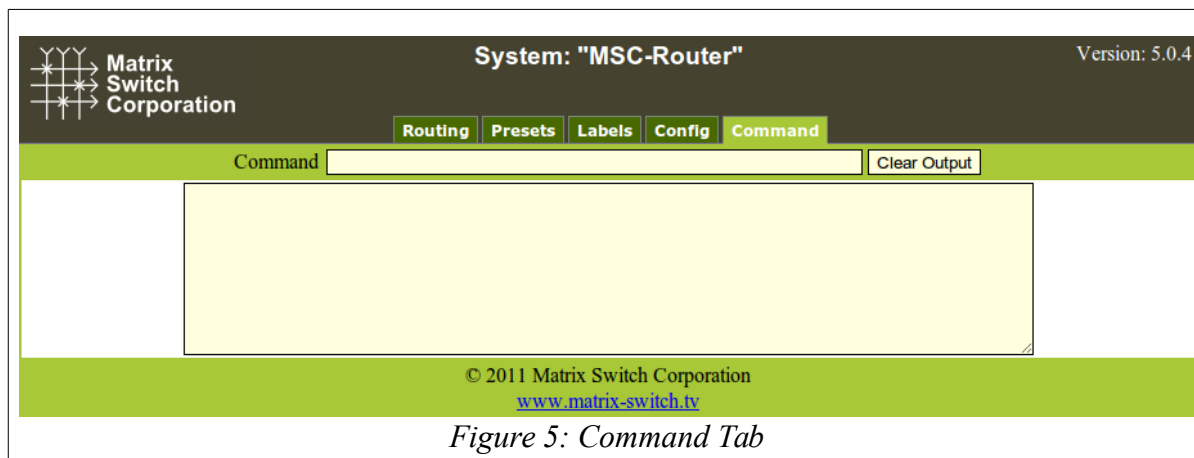 Matrix
Switch
Corporation
System: "MSC-Router"
Version: 5.0.4
Routing Presets Labels Config Command
Command Clear Output
© 2011 Matrix Switch Corporation
www.matrix-switch.tv
Figure 5: Command Tab